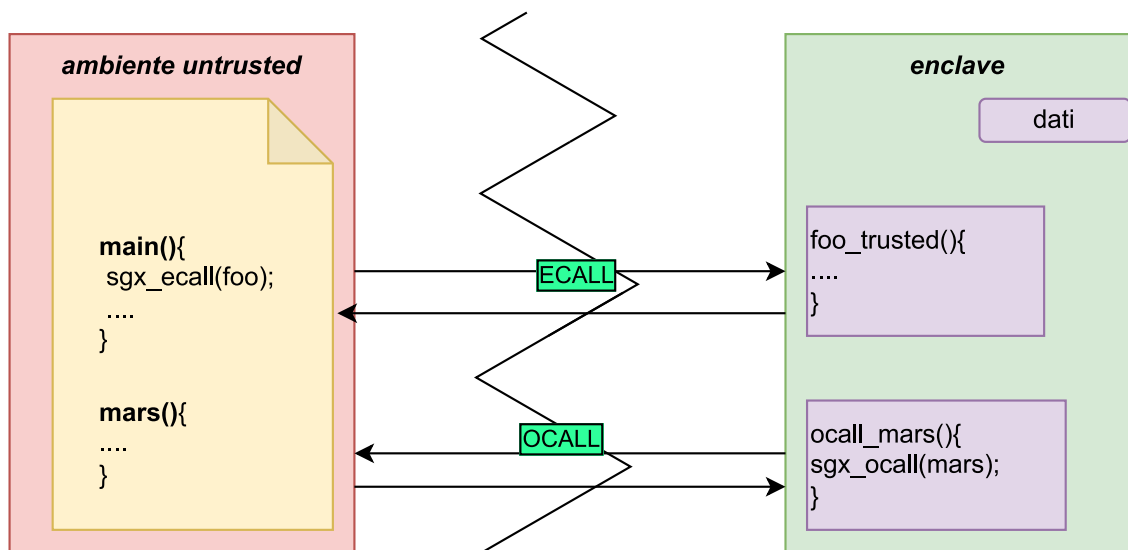 ambiente untrusted
main(){
sgx_ecall(foo);
....
}
mars(){
....
}
ECALL
OCALL
enclave
dati
foo_trusted(){
....
}
ocall_mars(){
sgx_ocall(mars);
}